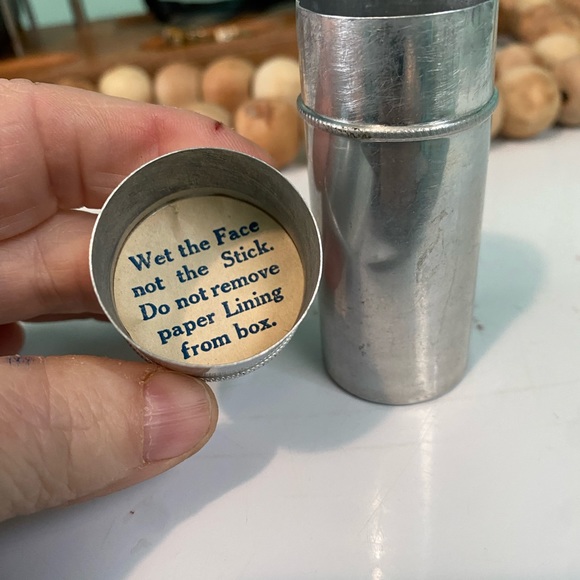 Wet the Face
not the Stick.
Do not remove
paper Lining
from box.